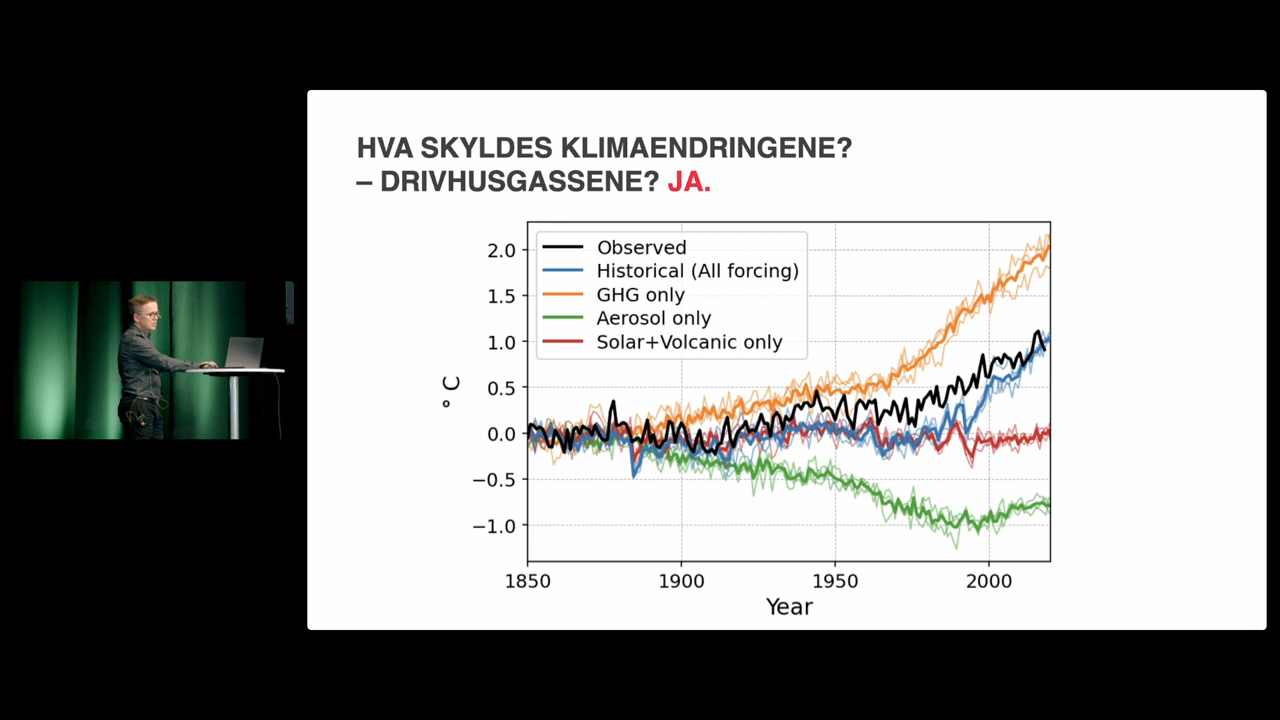 HVA SKYLDES KLIMAENDRINGENE?
– DRIVHUSGASSENE? JA.
Observed
Historical (All forcing)
GHG only
Aerosol only
Solar+Volcanic only
2.0
1.5
1.0
0.5
0.0
−0.5
−1.0
° C
1850 1900 1950 2000
Year